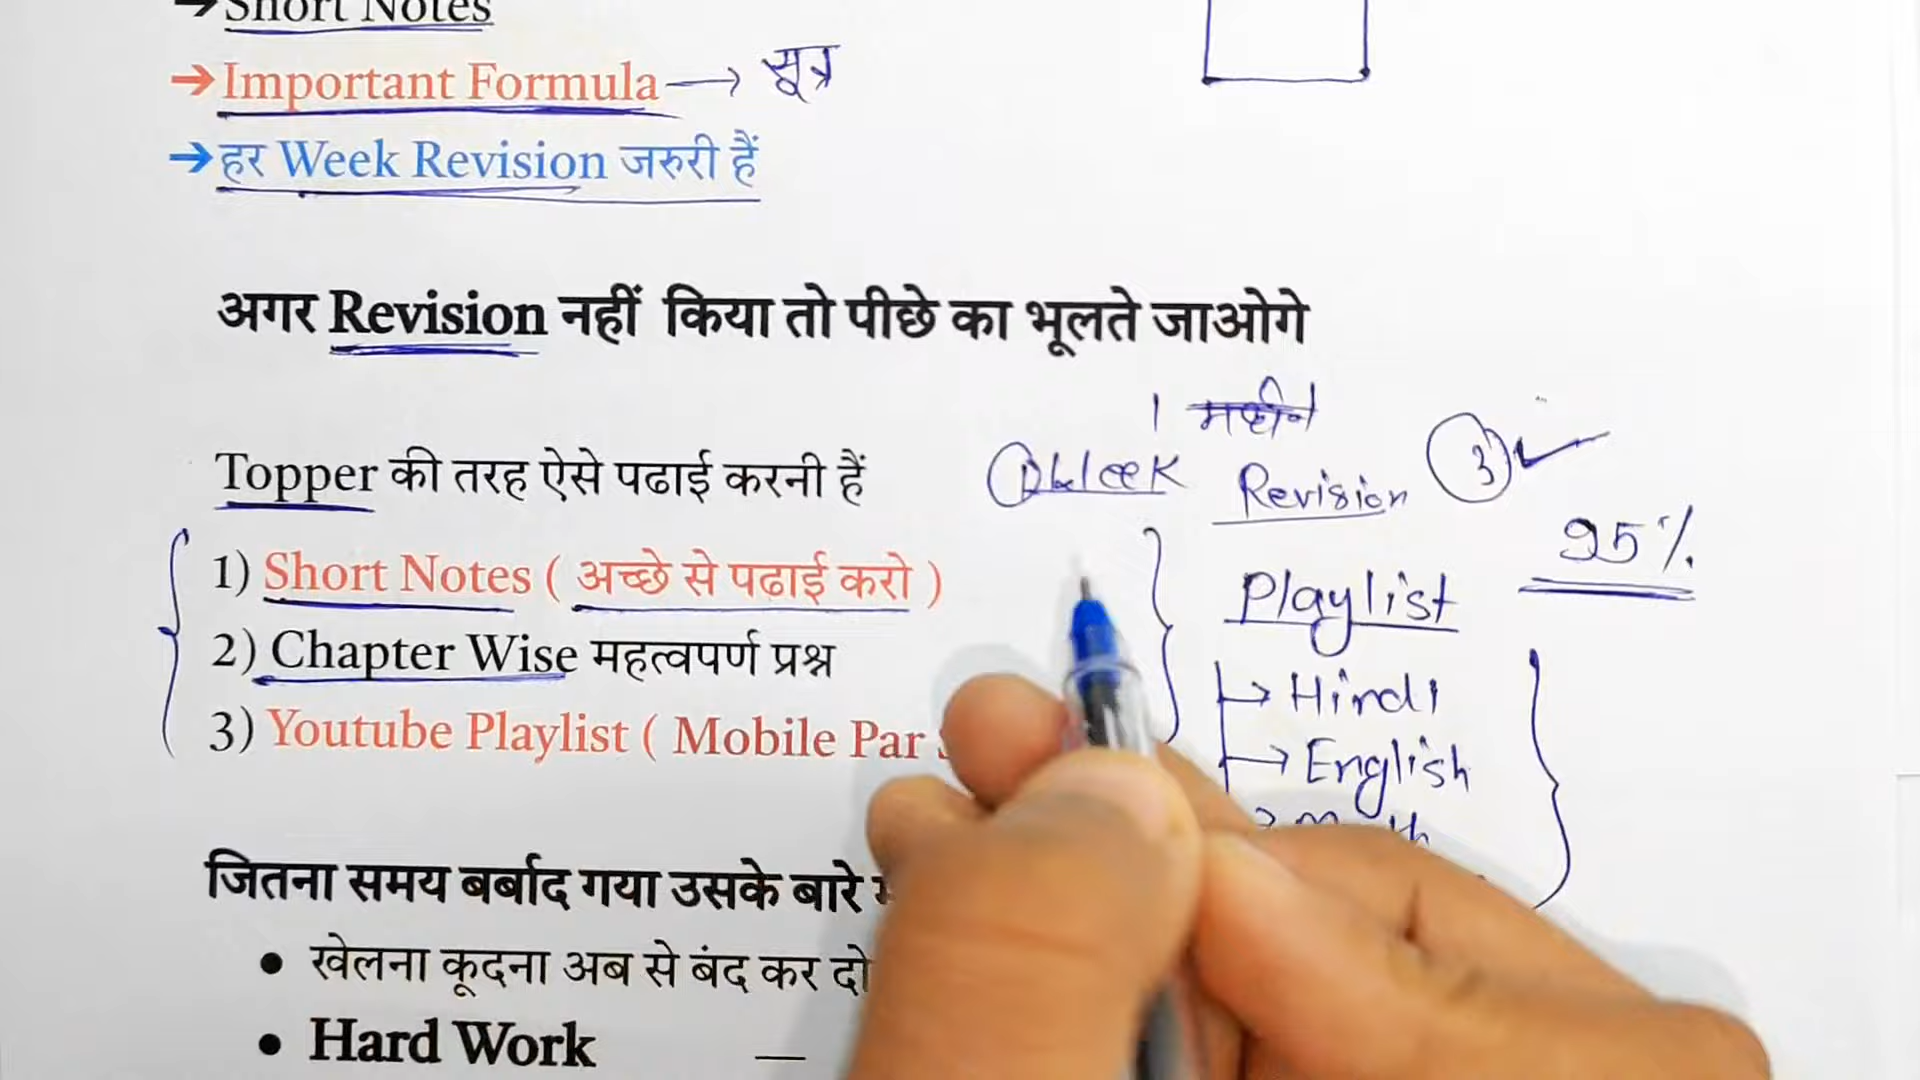 → Short Notes
→ Important Formula → सूत्र
→ हर Week Revision जरुरी हैं
अगर Revision नहीं किया तो पीछे का भूलते जाओगे
1 महीने
Topper की तरह ऐसे पढाई करनी हैं
1 Week Revision 3
95%
1) Short Notes ( अच्छे से पढाई करो )
Playlist
2) Chapter Wise महत्वपर्ण प्रश्न
→ Hindi
3) Youtube Playlist ( Mobile Par
→ English
जितना समय बर्बाद गया उसके बारे
• खेलना कूदना अब से बंद कर दो
• Hard Work